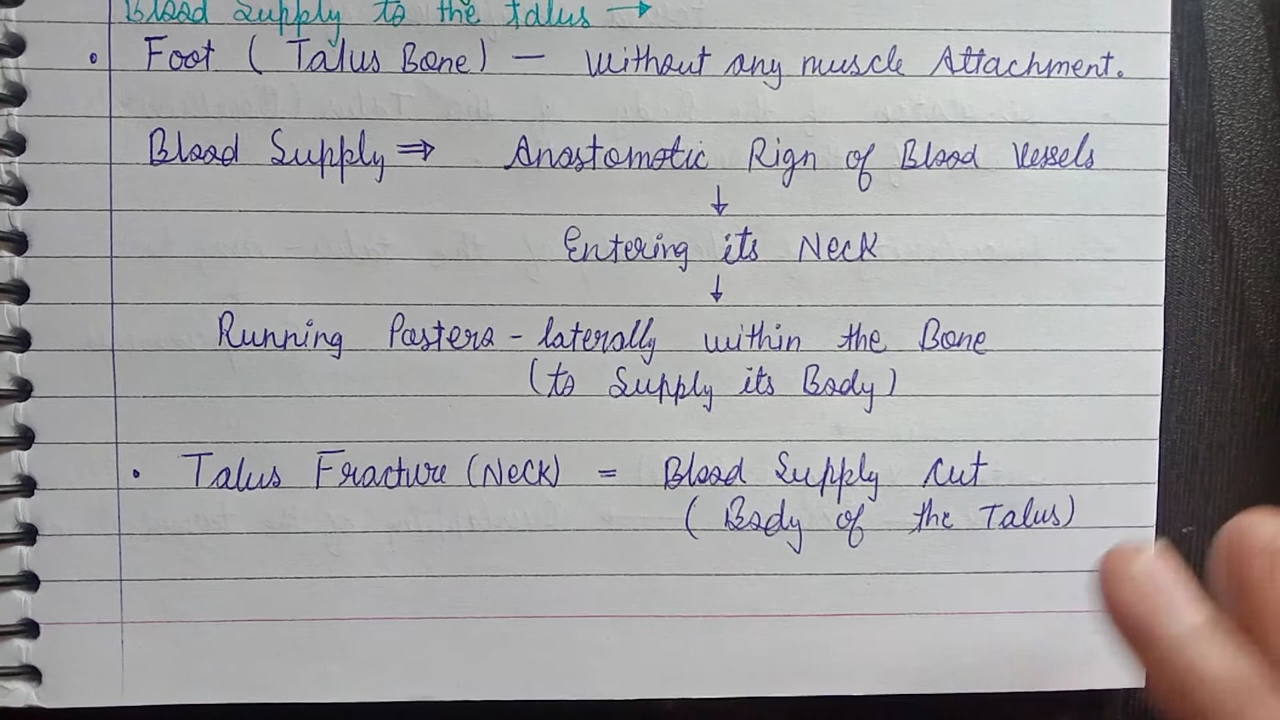 Blood Supply to the talus →
• Foot ( Talus Bone) — without any muscle Attachment.
Blood Supply ⇒ Anastomotic Rign of Blood Vessels
↓
Entering its Neck
↓
Running Postero - laterally within the Bone
(to Supply its Body)
• Talus Fracture (Neck) = Blood Supply cut
( Body of the Talus)